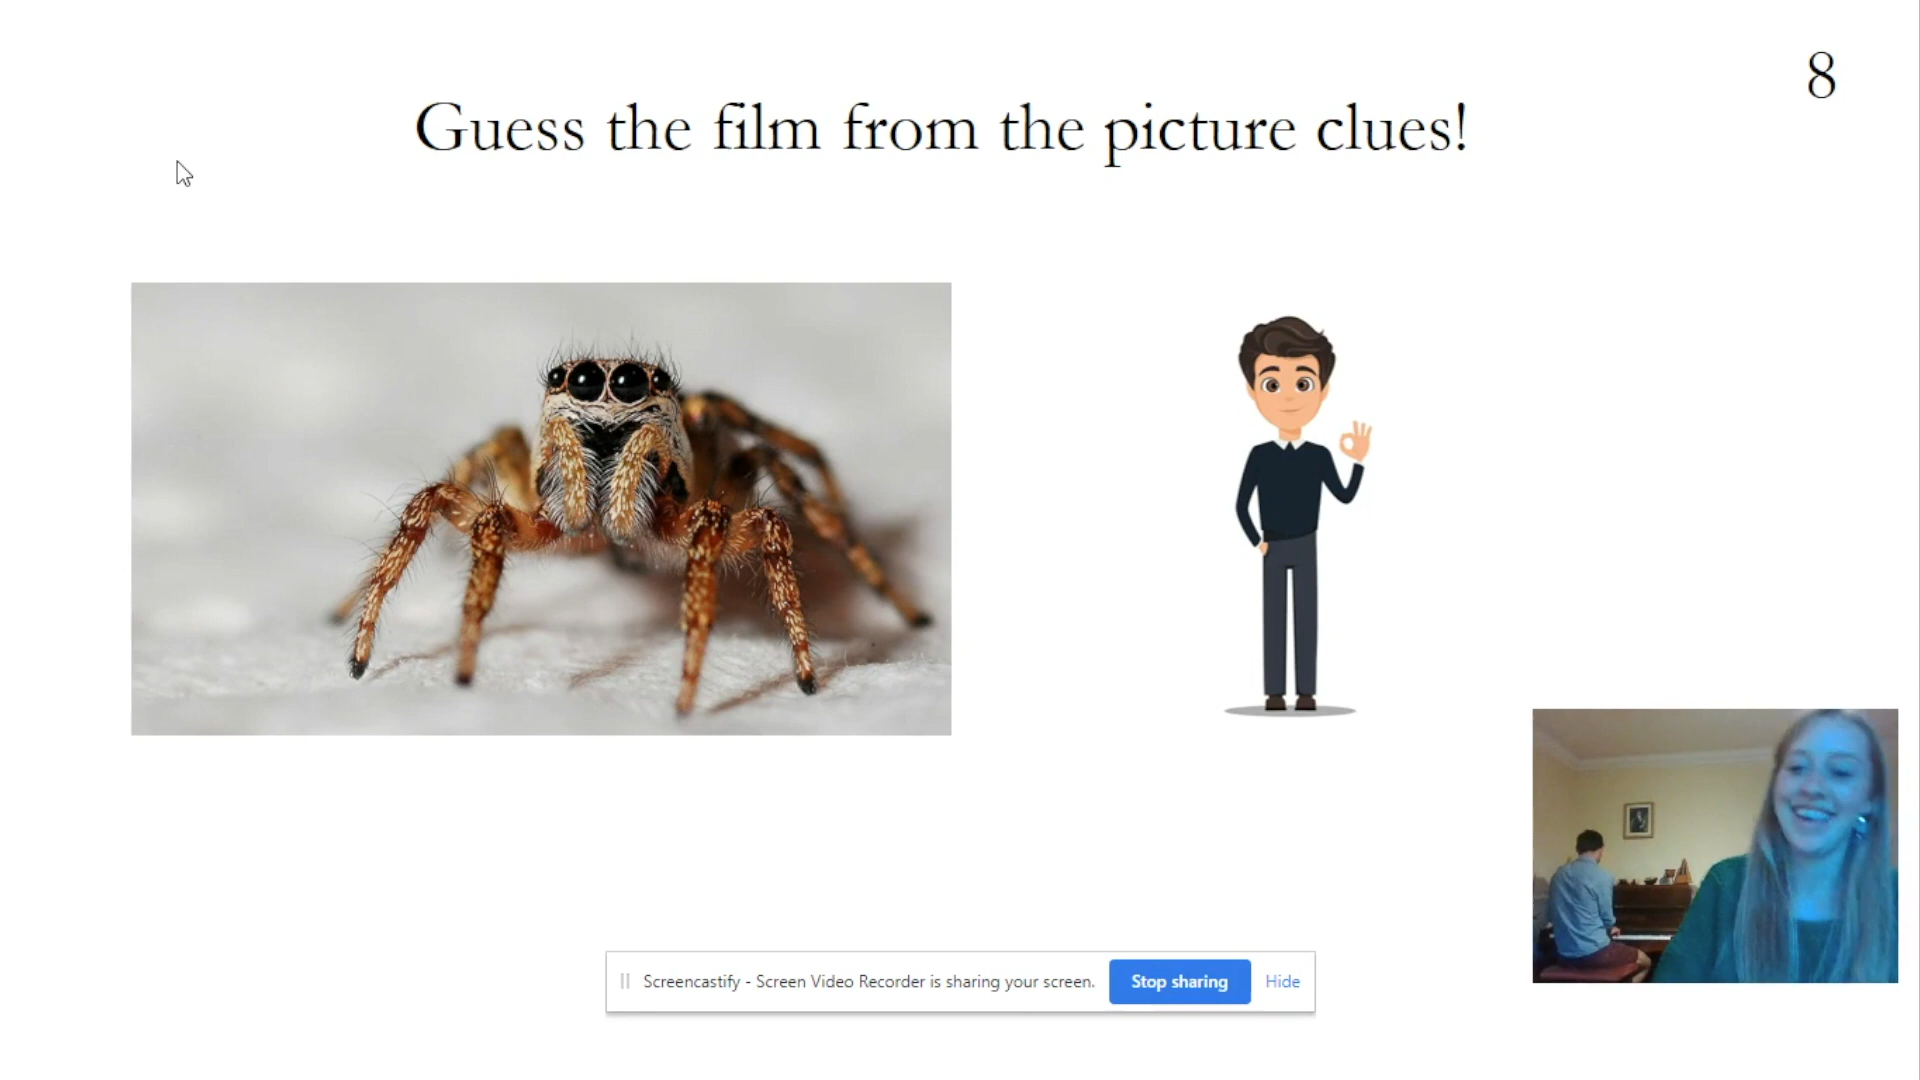 8
Guess the film from the picture clues!
Screencastify - Screen Video Recorder is sharing your screen. Stop sharing Hide